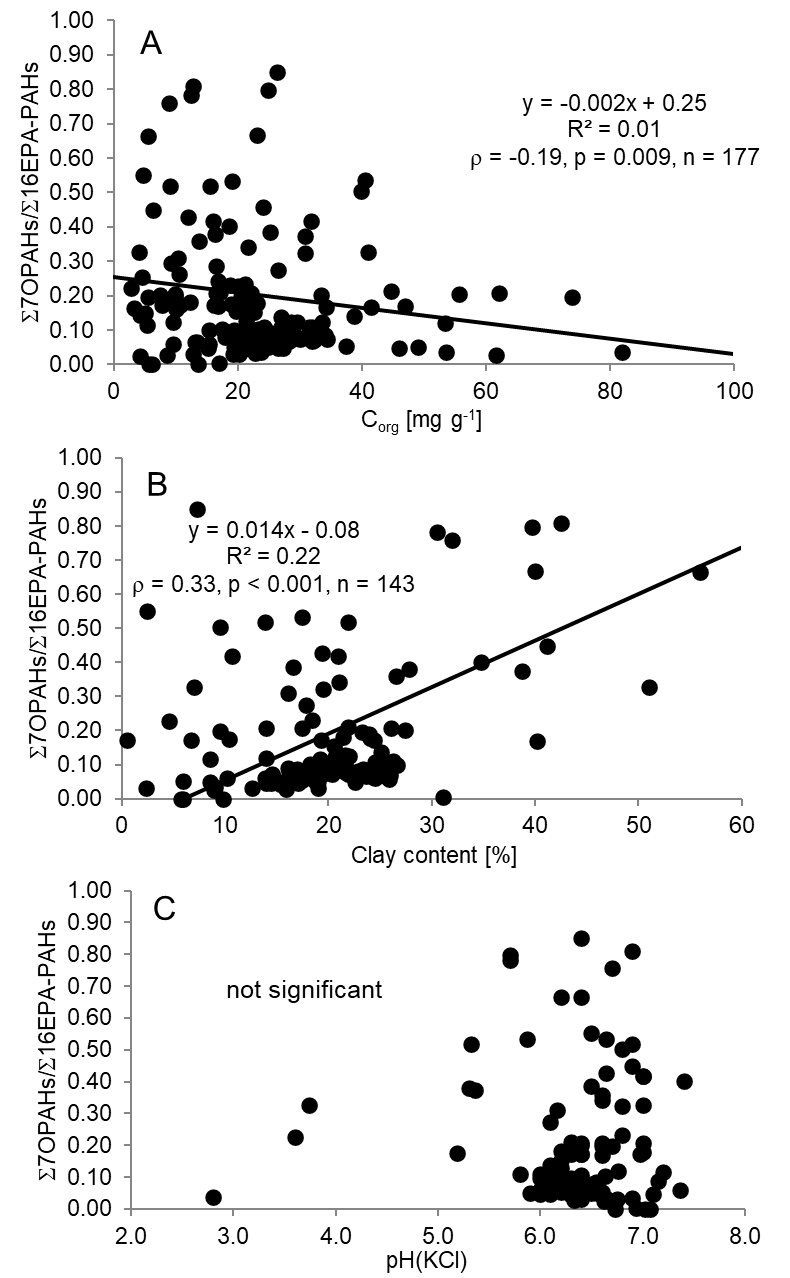 A
Σ7OPAHs/Σ16EPA-PAHs
1.00
0.90
0.80
0.70
0.60
0.50
0.40
0.30
0.20
0.10
0.00
y = -0.002x + 0.25
R² = 0.01
ρ = -0.19, p = 0.009, n = 177
0 20 40 60 80 100
Corg [mg g-1]
B
Σ7OPAHs/Σ16EPA-PAHs
1.00
0.90
0.80
0.70
0.60
0.50
0.40
0.30
0.20
0.10
0.00
y = 0.014x - 0.08
R² = 0.22
ρ = 0.33, p < 0.001, n = 143
0 10 20 30 40 50 60
Clay content [%]
C
Σ7OPAHs/Σ16EPA-PAHs
1.00
0.90
0.80
0.70
0.60
0.50
0.40
0.30
0.20
0.10
0.00
not significant
2.0 3.0 4.0 5.0 6.0 7.0 8.0
pH(KCl)